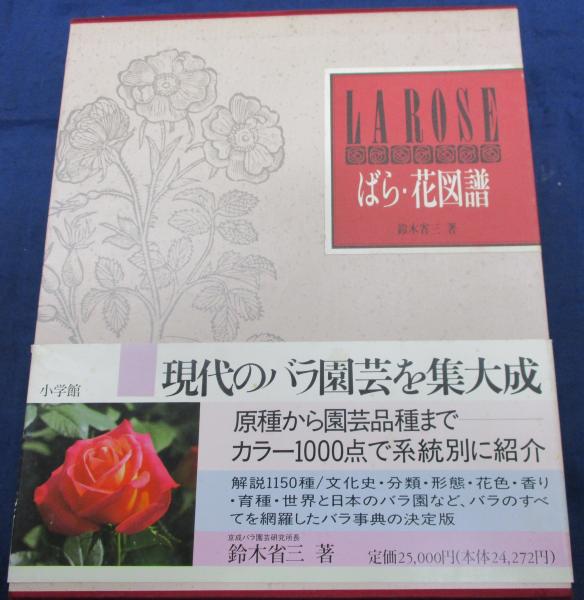 LA ROSE
ばら・花図譜
鈴木省三 著
小学館
現代のバラ園芸を集大成
原種から園芸品種まで――
カラー1000点で系統別に紹介
解説1150種/文化史・分類・形態・花色・香り
・育種・世界と日本のバラ園など、バラのすべ
てを網羅したバラ事典の決定版
京成バラ園芸研究所長
鈴木省三 著
定価25,000円(本体24,272円)